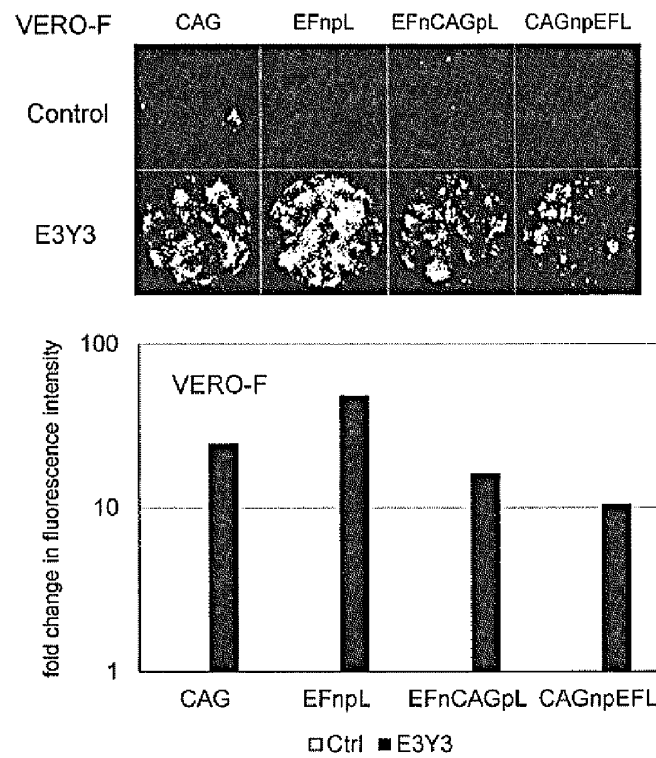 VERO-F CAG EFnpL EFnCAGpL CAGnpEFL
Control
E3Y3
fold change in fluorescence intensity
100
10
1
VERO-F
CAG EFnpL EFnCAGpL CAGnpEFL
Ctrl E3Y3